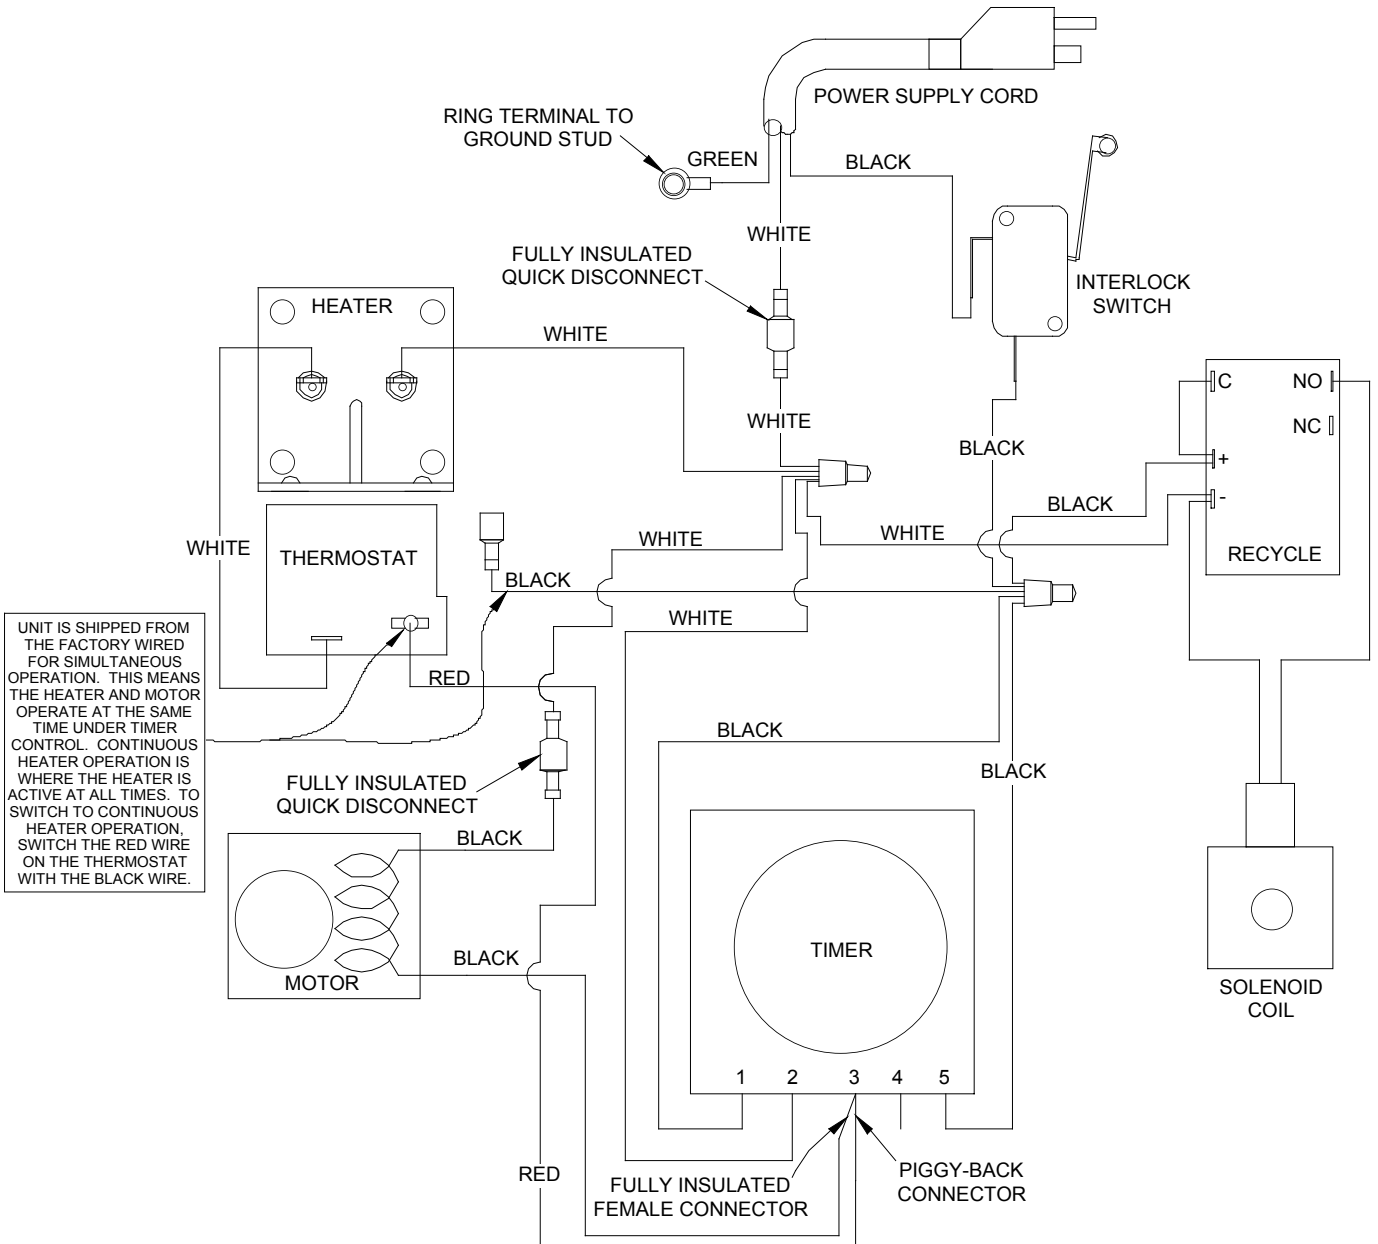 POWER SUPPLY CORD
RING TERMINAL TO
GROUND STUD
GREEN
BLACK
WHITE
FULLY INSULATED
QUICK DISCONNECT
INTERLOCK
SWITCH
HEATER
WHITE
C
NO
NC
+
-
RECYCLE
WHITE
BLACK
BLACK
WHITE
WHITE
WHITE
THERMOSTAT
BLACK
WHITE
UNIT IS SHIPPED FROM
THE FACTORY WIRED
FOR SIMULTANEOUS
OPERATION. THIS MEANS
THE HEATER AND MOTOR
OPERATE AT THE SAME
TIME UNDER TIMER
CONTROL. CONTINUOUS
HEATER OPERATION IS
WHERE THE HEATER IS
ACTIVE AT ALL TIMES. TO
SWITCH TO CONTINUOUS
HEATER OPERATION,
SWITCH THE RED WIRE
ON THE THERMOSTAT
WITH THE BLACK WIRE.
RED
BLACK
BLACK
FULLY INSULATED
QUICK DISCONNECT
BLACK
BLACK
MOTOR
TIMER
SOLENOID
COIL
1 2 3 4 5
RED
FULLY INSULATED
FEMALE CONNECTOR
PIGGY-BACK
CONNECTOR